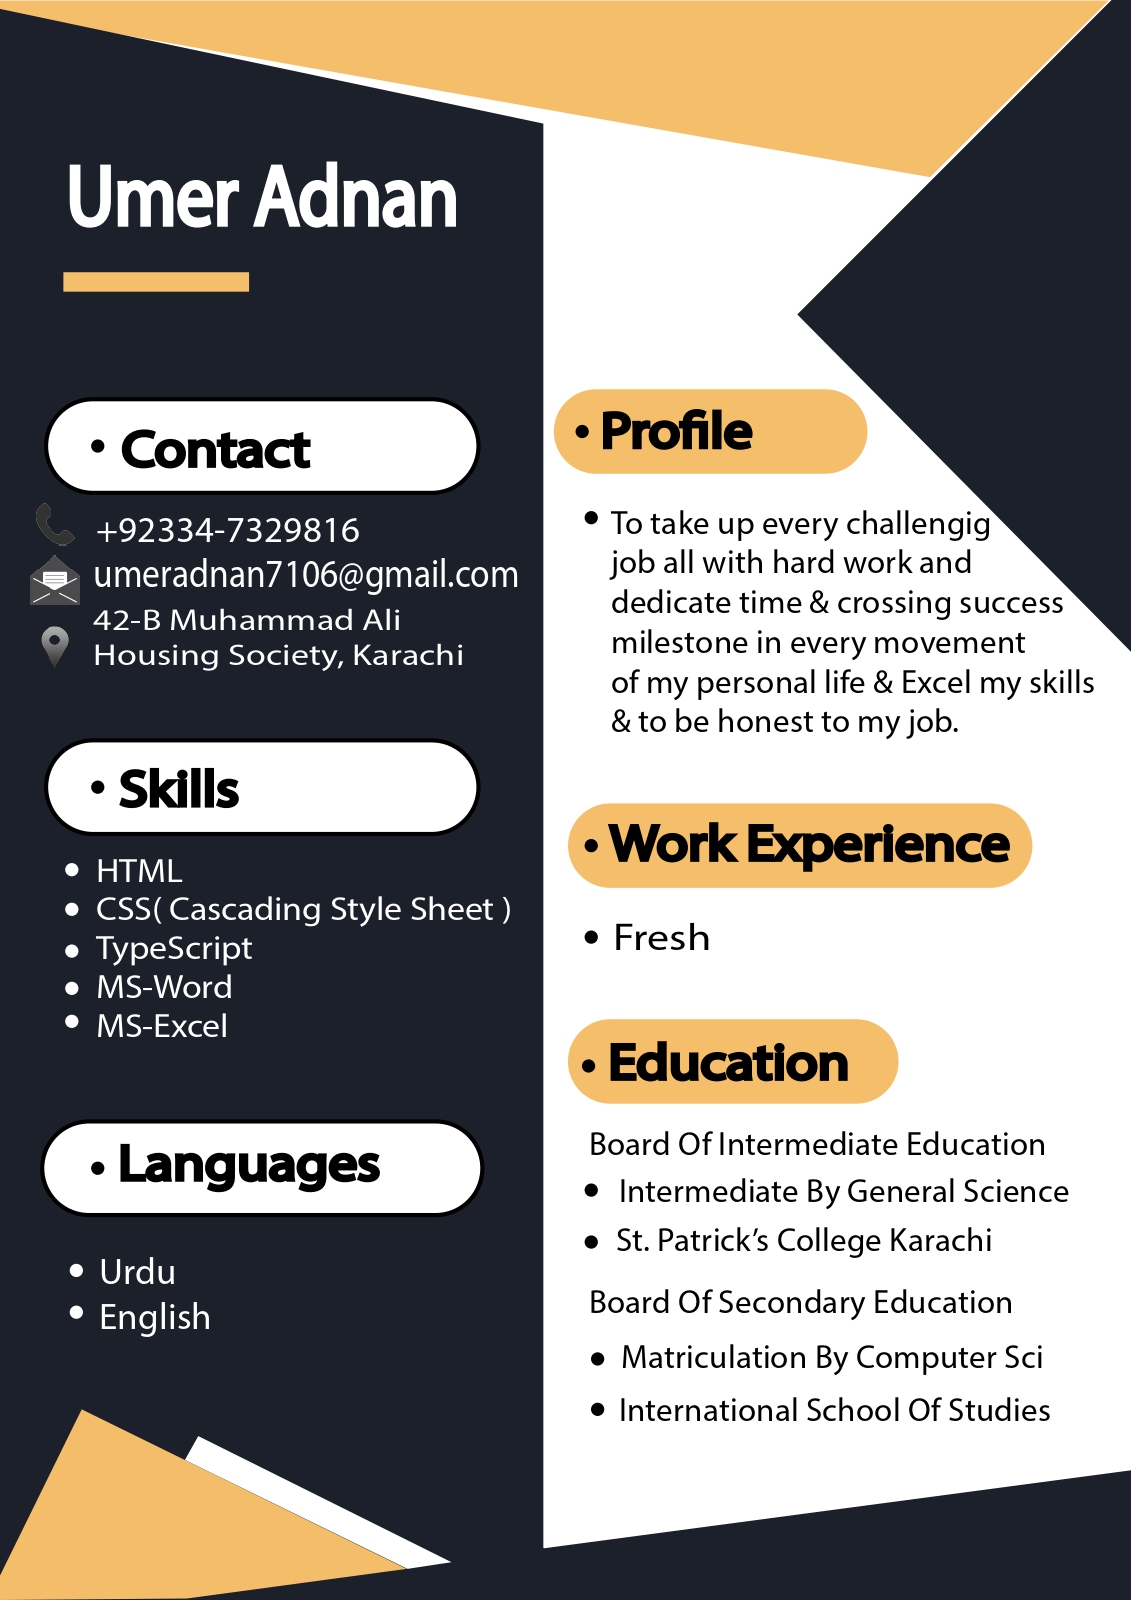 Umer Adnan
• Contact
+92334-7329816
umeradnan7106@gmail.com
42-B Muhammad Ali
Housing Society, Karachi
• Skills
• HTML
• CSS( Cascading Style Sheet )
• TypeScript
• MS-Word
• MS-Excel
• Languages
• Urdu
• English
• Profile
• To take up every challengig
job all with hard work and
dedicate time & crossing success
milestone in every movement
of my personal life & Excel my skills
& to be honest to my job.
• Work Experience
• Fresh
• Education
Board Of Intermediate Education
• Intermediate By General Science
• St. Patrick’s College Karachi
Board Of Secondary Education
• Matriculation By Computer Sci
• International School Of Studies